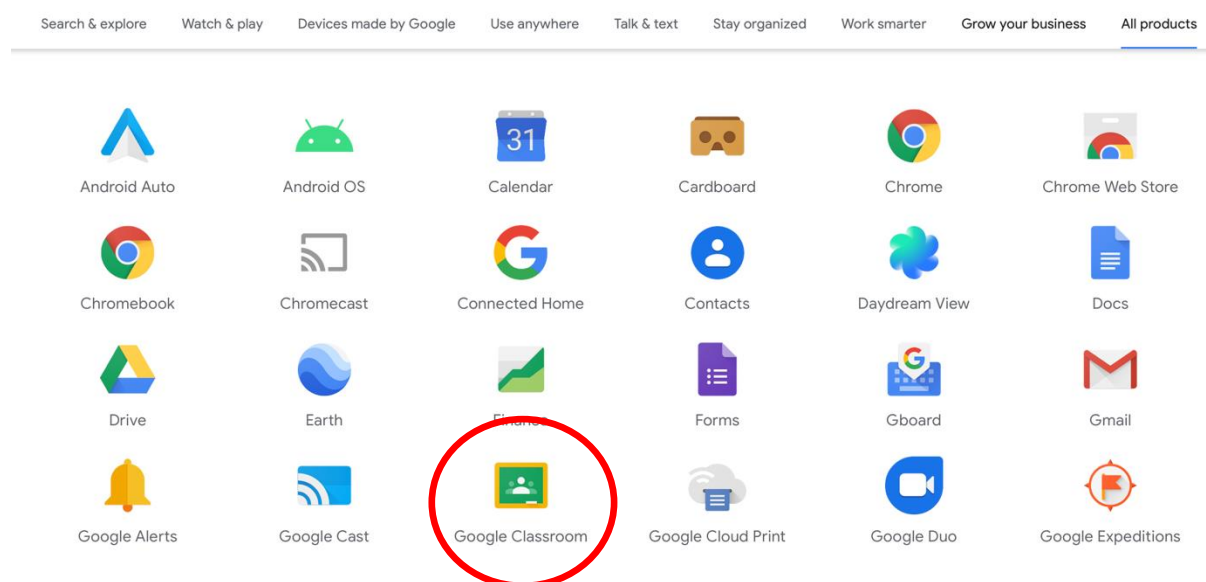 Search & explore Watch & play Devices made by Google Use anywhere Talk & text Stay organized Work smarter Grow your business All products
31
Android Auto Android OS Calendar Cardboard Chrome Chrome Web Store
G
Chromebook Chromecast Connected Home Contacts Daydream View Docs
G
Drive Earth Finance Forms Gboard Gmail
Google Alerts Google Cast Google Classroom Google Cloud Print Google Duo Google Expeditions